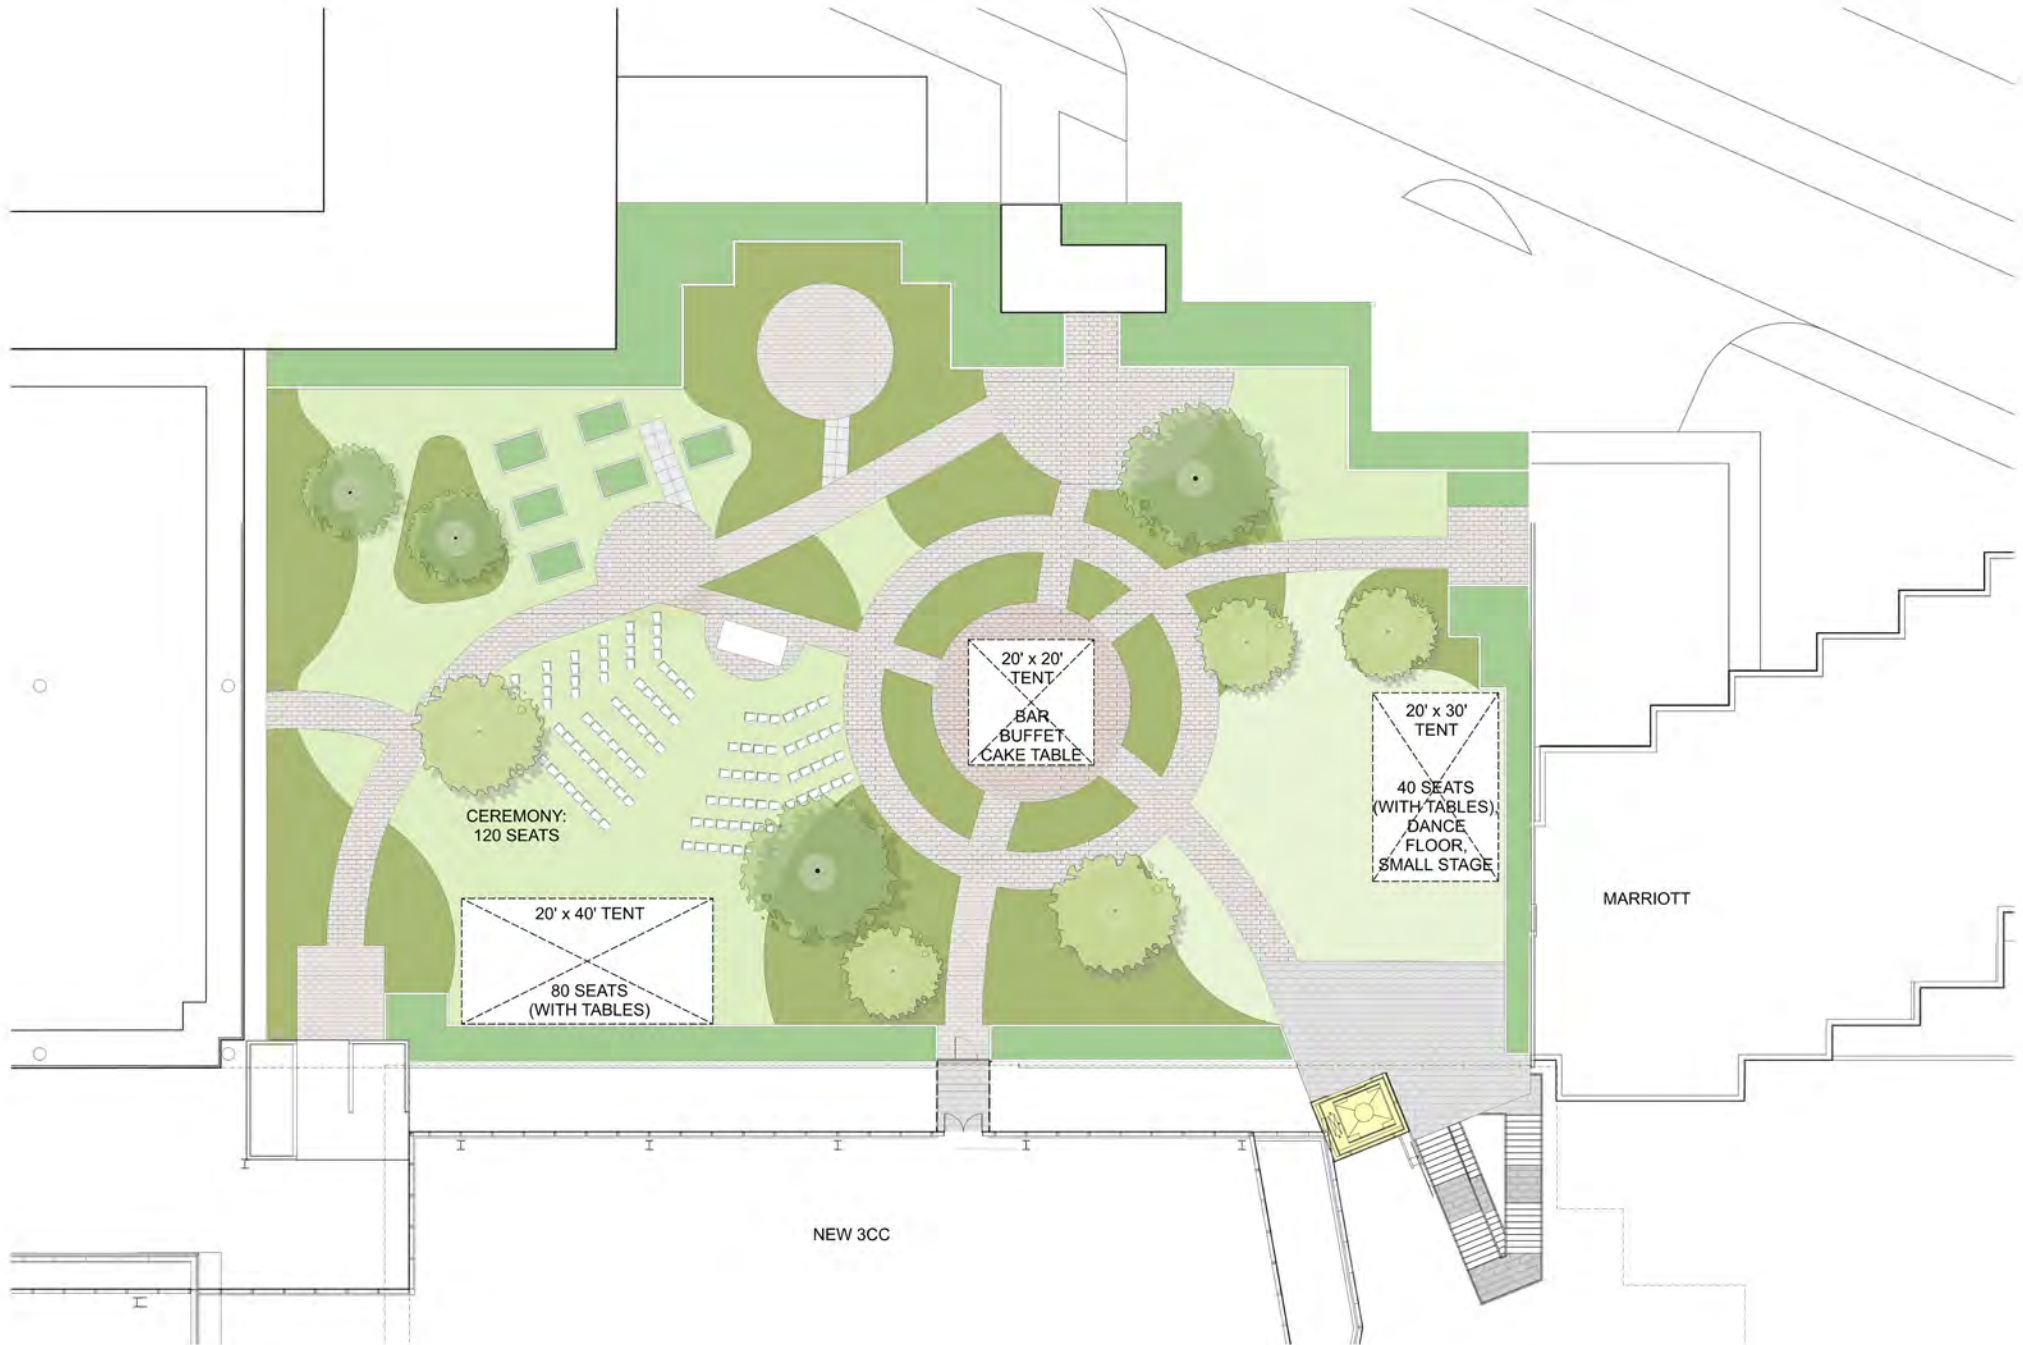 20' x 20'
TENT
BAR
BUFFET
CAKE TABLE
20' x 30'
TENT
40 SEATS
(WITH TABLES),
DANCE
FLOOR,
SMALL STAGE
CEREMONY:
120 SEATS
20' x 40' TENT
80 SEATS
(WITH TABLES)
MARRIOTT
NEW 3CC